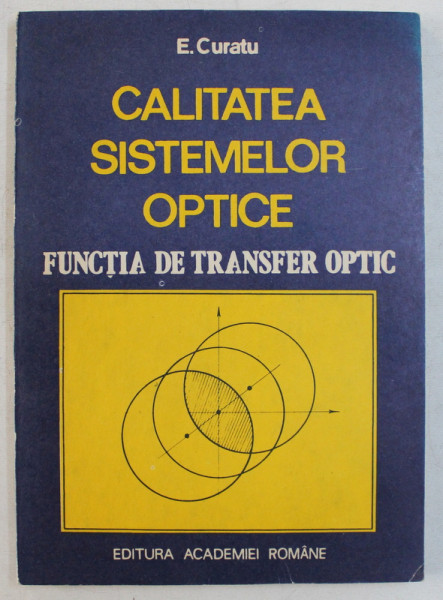 E. Curatu
CALITATEA
SISTEMELOR
OPTICE
FUNCȚIA DE TRANSFER OPTIC
EDITURA ACADEMIEI ROMÂNE